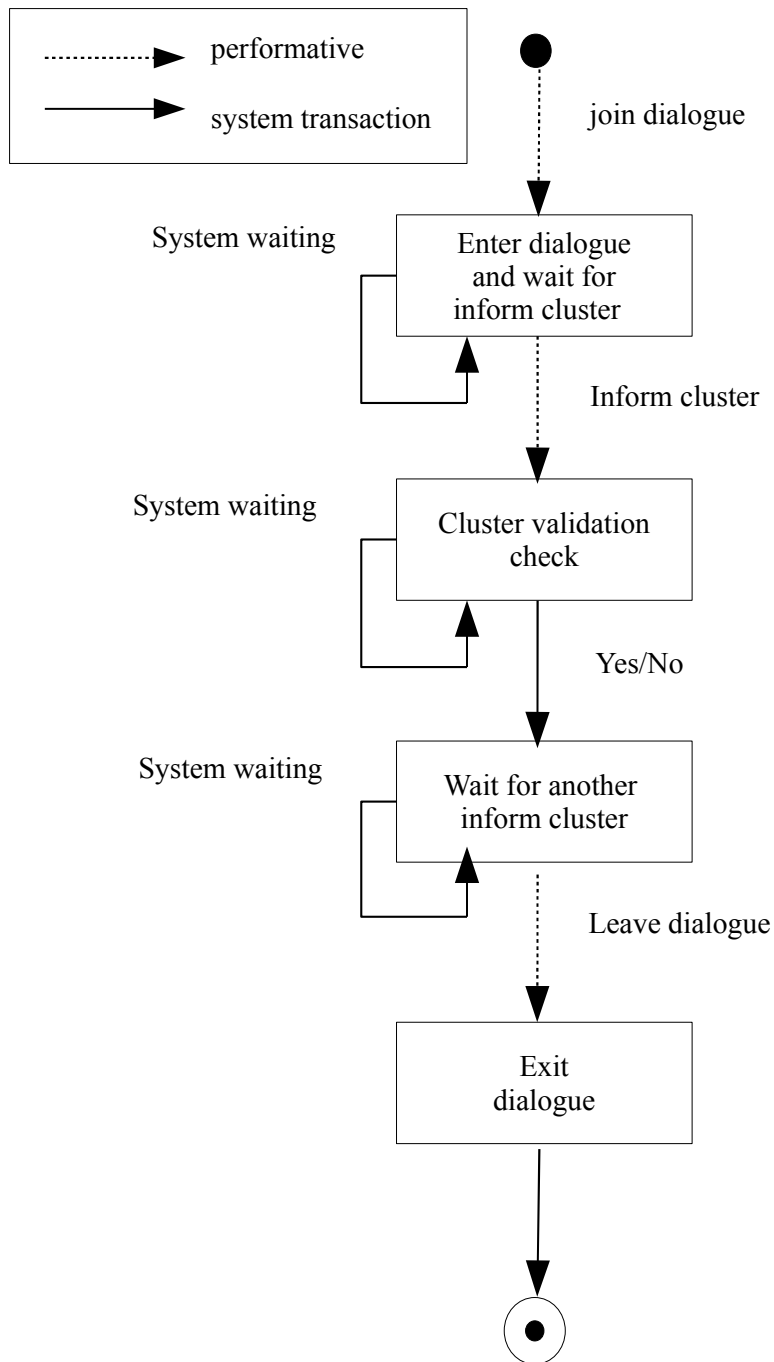 performative
system transaction
join dialogue
System waiting
Enter dialogue
and wait for
inform cluster
Inform cluster
System waiting
Cluster validation
check
Yes/No
System waiting
Wait for another
inform cluster
Leave dialogue
Exit
dialogue